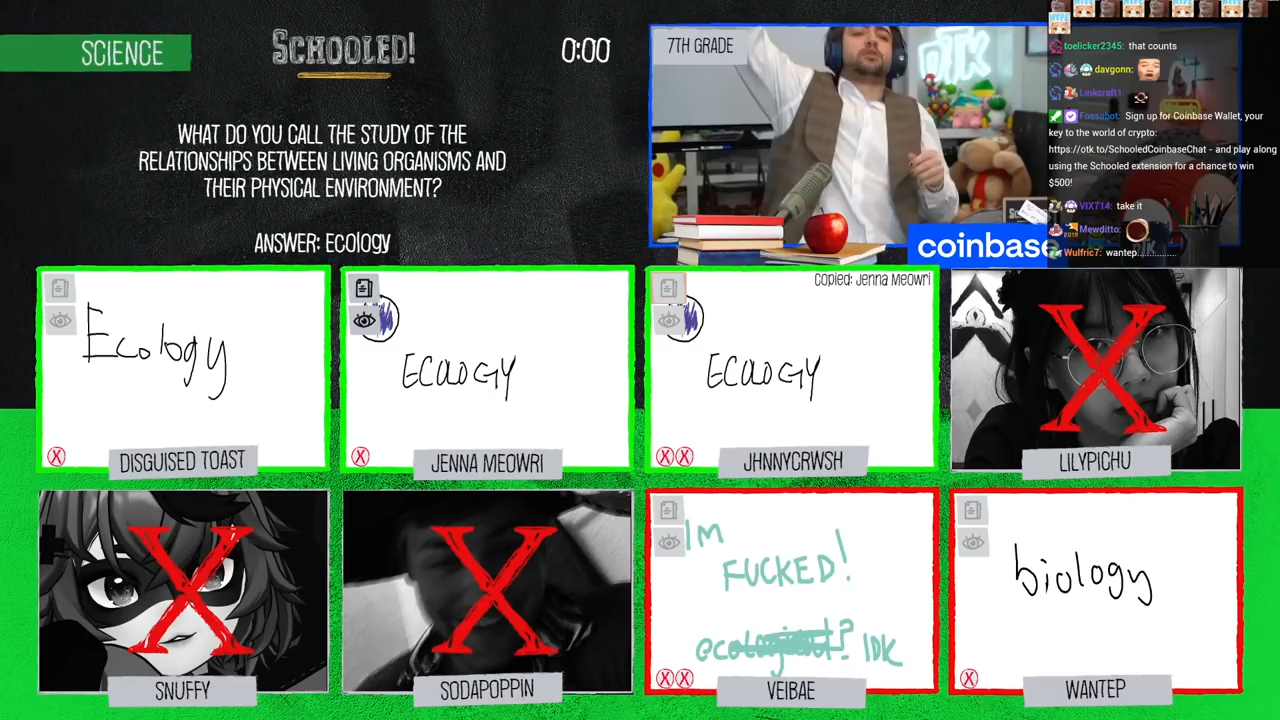 SCIENCE
SCHOOLED!
0:00
7TH GRADE
OTK
WHAT DO YOU CALL THE STUDY OF THE
RELATIONSHIPS BETWEEN LIVING ORGANISMS AND
THEIR PHYSICAL ENVIRONMENT?
ANSWER: ECOLOGY
coinbase
HYPE
toelicker2345: that counts
davgonn:
Linkcraft1:
Fossabot: Sign up for Coinbase Wallet, your
key to the world of crypto:
https://otk.to/SchooledCoinbaseChat - and play along
using the Schooled extension for a chance to win
$500!
VIX714: take it
Mewditto:
Wulfric7: wantep............
Ecology
X
DISGUISED TOAST
ECOLOGY
X
JENNA MEOWRI
Copied: Jenna Meowri
ECOLOGY
X X
JHNNYCRWSH
X
LILYPICHU
X
SNUFFY
X
SODAPOPPIN
IM
FUCKED!
IDK
X X
VEIBAE
biology
X
WANTEP